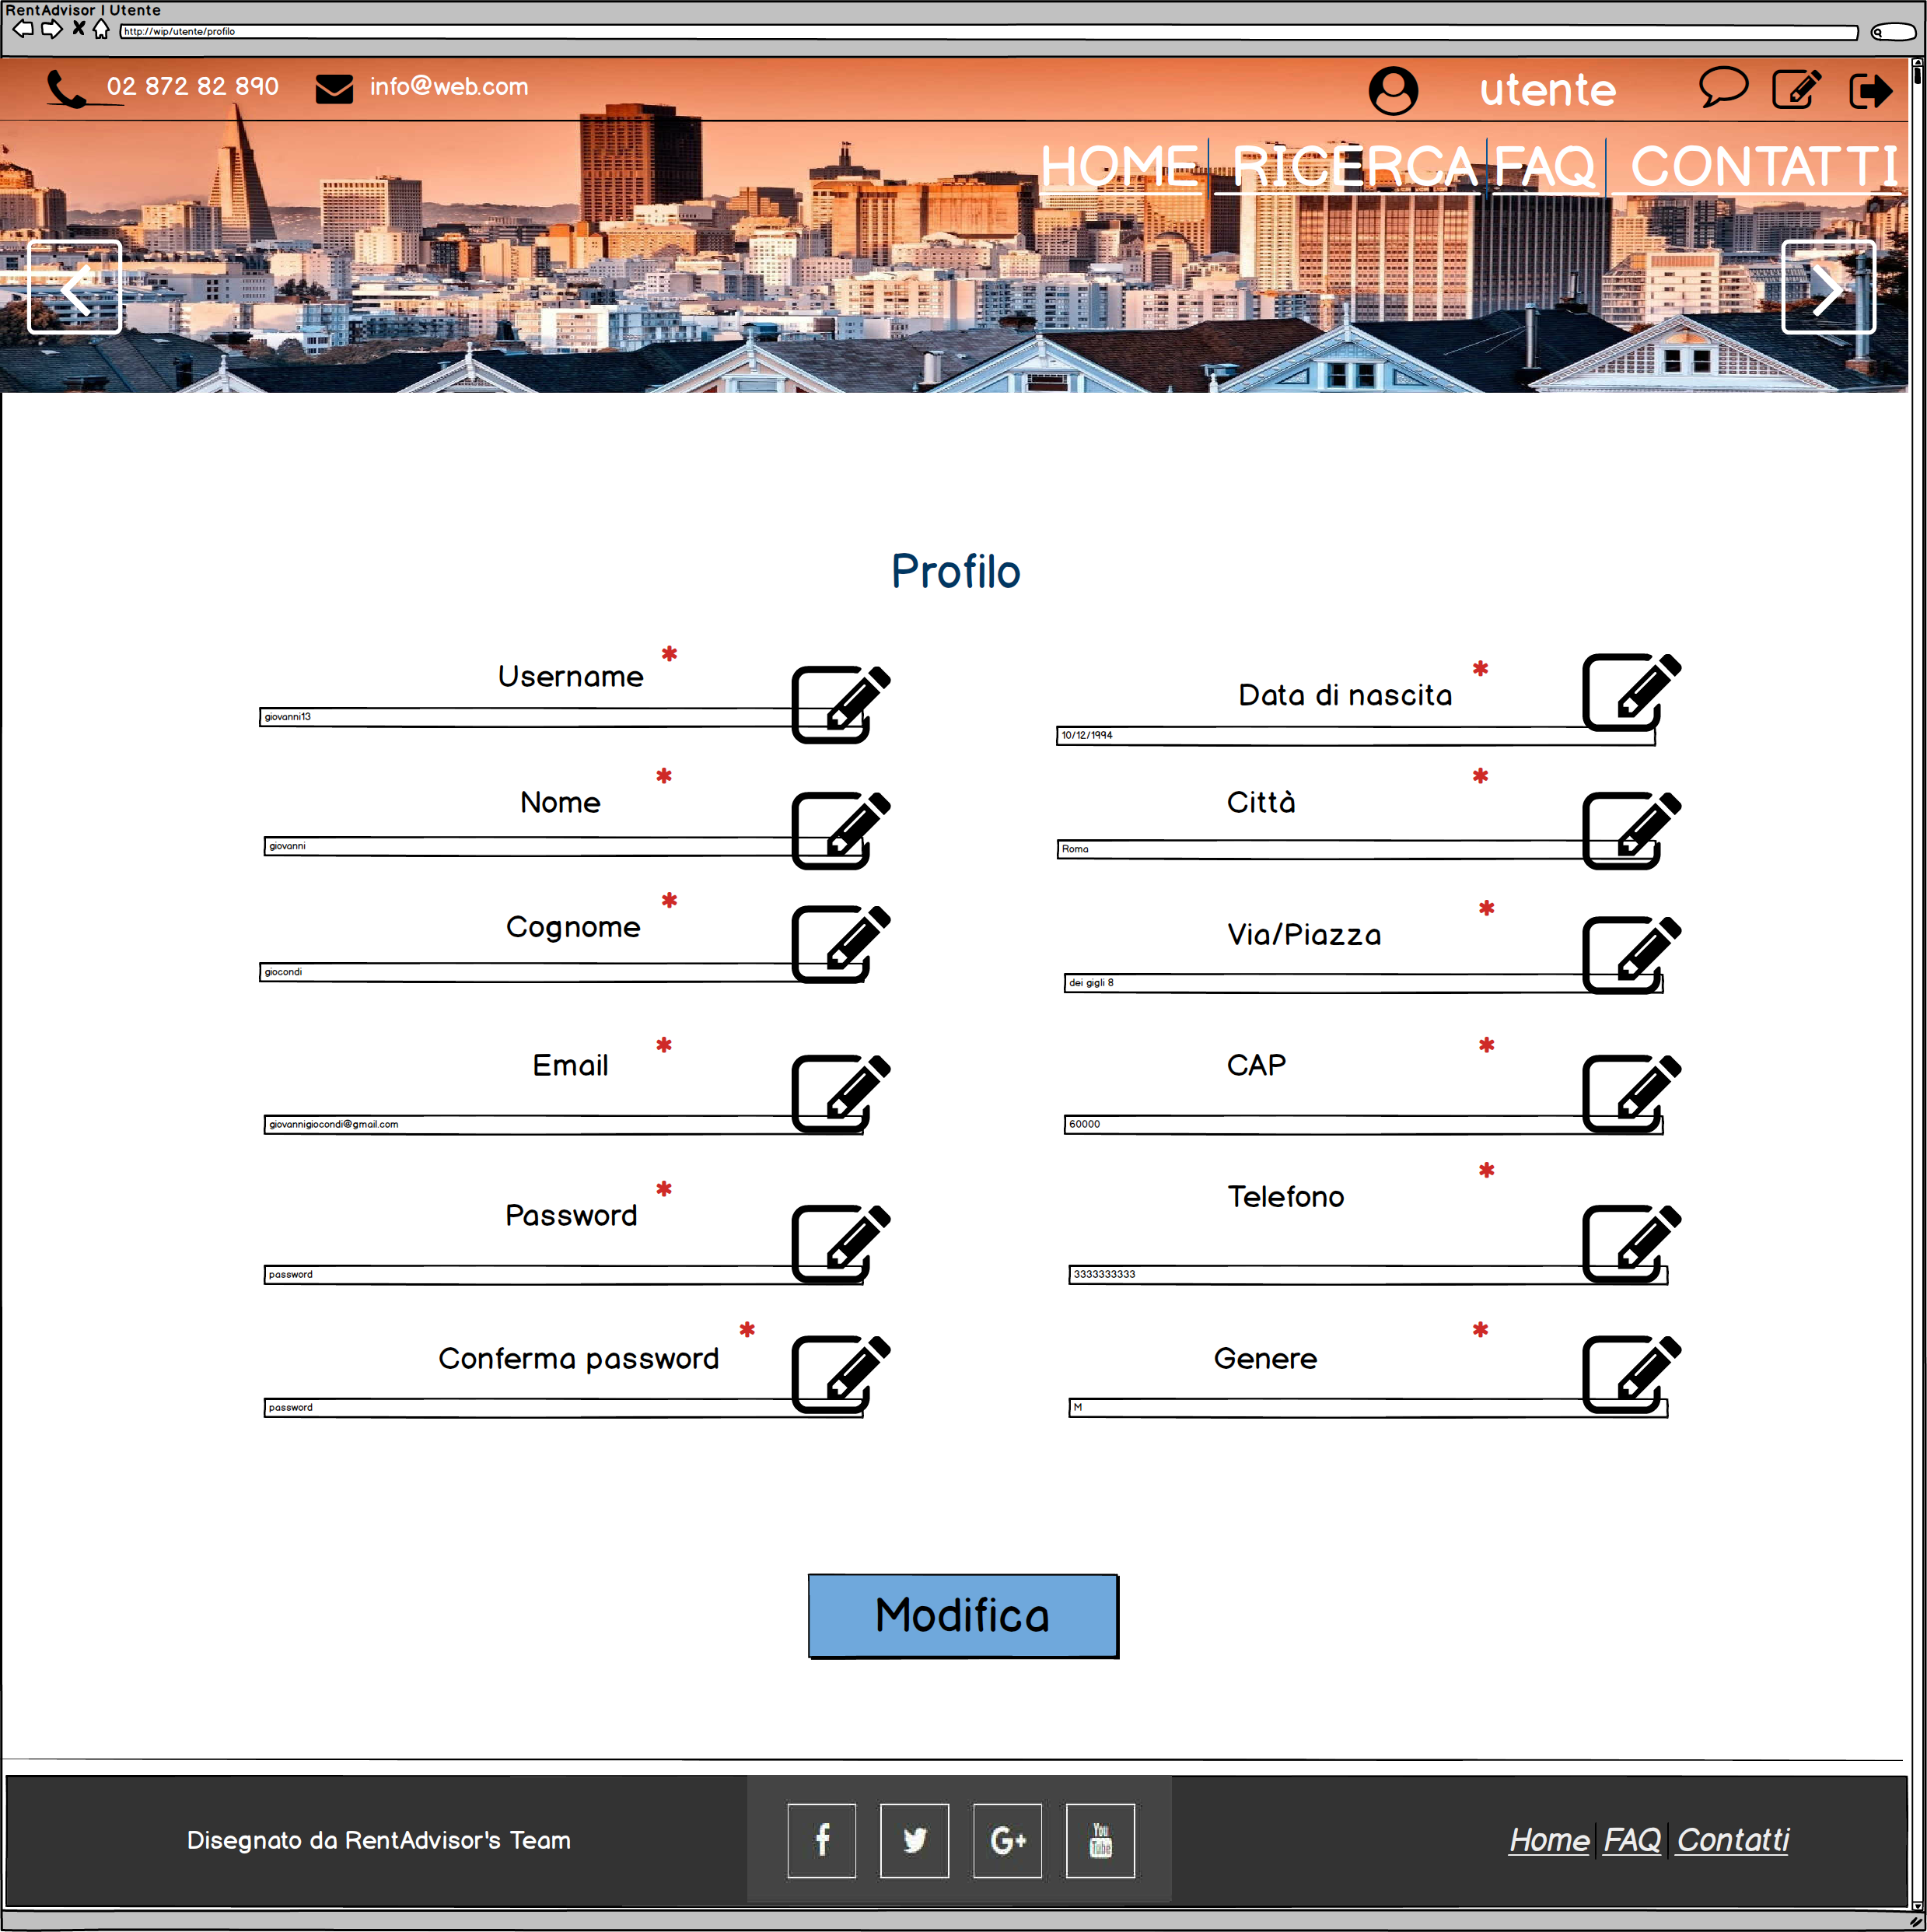 RentAdvisor | Utente
http://wip/utente/profilo
02 872 82 890
info@web.com
utente
HOME
RICERCA
FAQ
CONTATTI
Profilo
Username *
giovanni13
Data di nascita *
10/12/1994
Nome *
giovanni
Città *
Roma
Cognome *
giocondi
Via/Piazza *
dei gigli 8
Email *
giovannigiocondi@gmail.com
CAP *
60000
Password *
password
Telefono *
3333333333
Conferma password *
password
Genere *
M
Modifica
Disegnato da RentAdvisor's Team
f
G+
You
Tube
Home
FAQ
Contatti